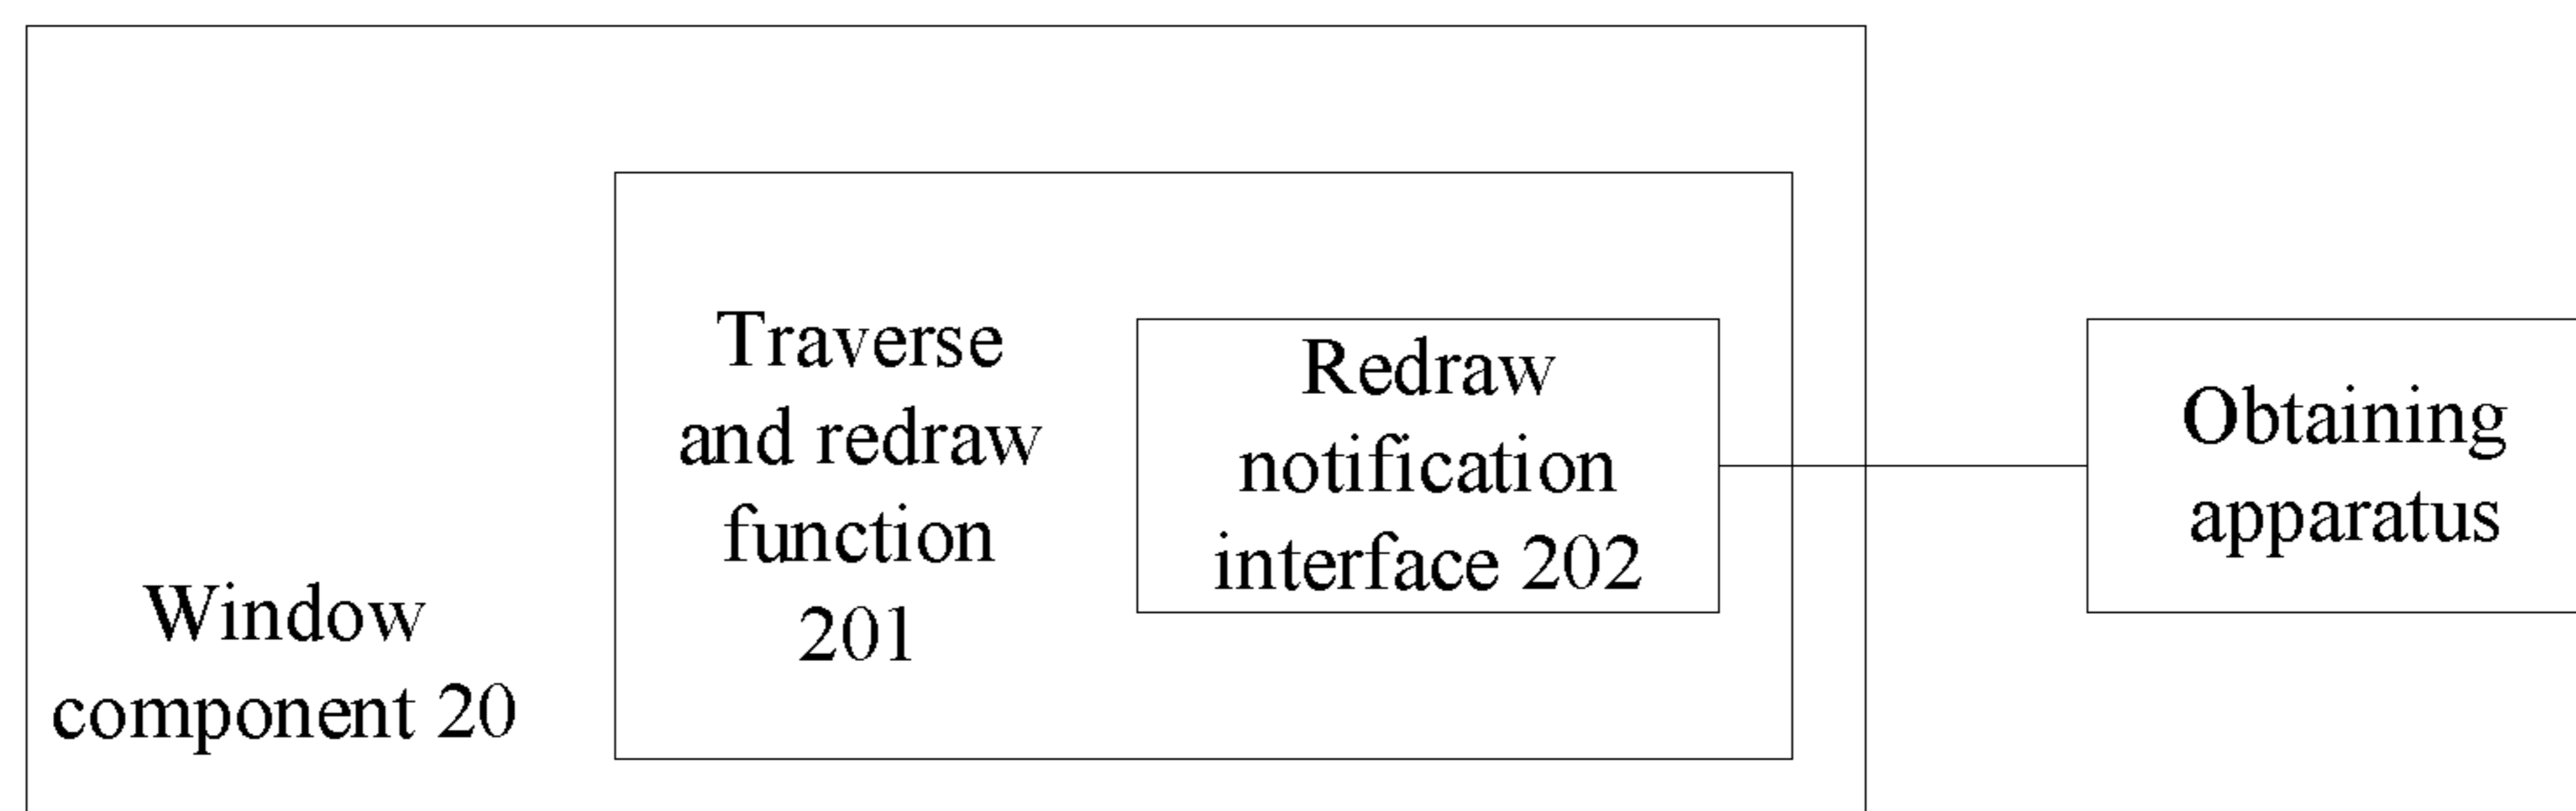 Window
component 20
Traverse
and redraw
function
201
Redraw
notification
interface 202
Obtaining
apparatus